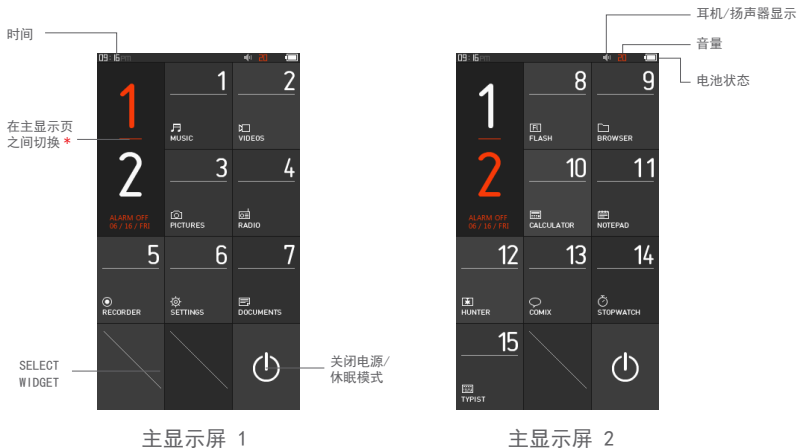 耳机/扬声器显示
时间
音量
09:16PM 20
09:16PM 20
电池状态
1
1
2
MUSIC
VIDEOS
在主显示页
之间切换 *
2
3
4
ALARM OFF
06 / 16 / FRI
PICTURES
RADIO
5
6
7
RECORDER
SETTINGS
DOCUMENTS
SELECT
WIDGET
关闭电源/
休眠模式
主显示屏 1
1
8
9
FLASH
BROWSER
2
10
11
ALARM OFF
06 / 16 / FRI
CALCULATOR
NOTEPAD
12
13
14
HUNTER
COMIX
STOPWATCH
15
TYPIST
主显示屏 2